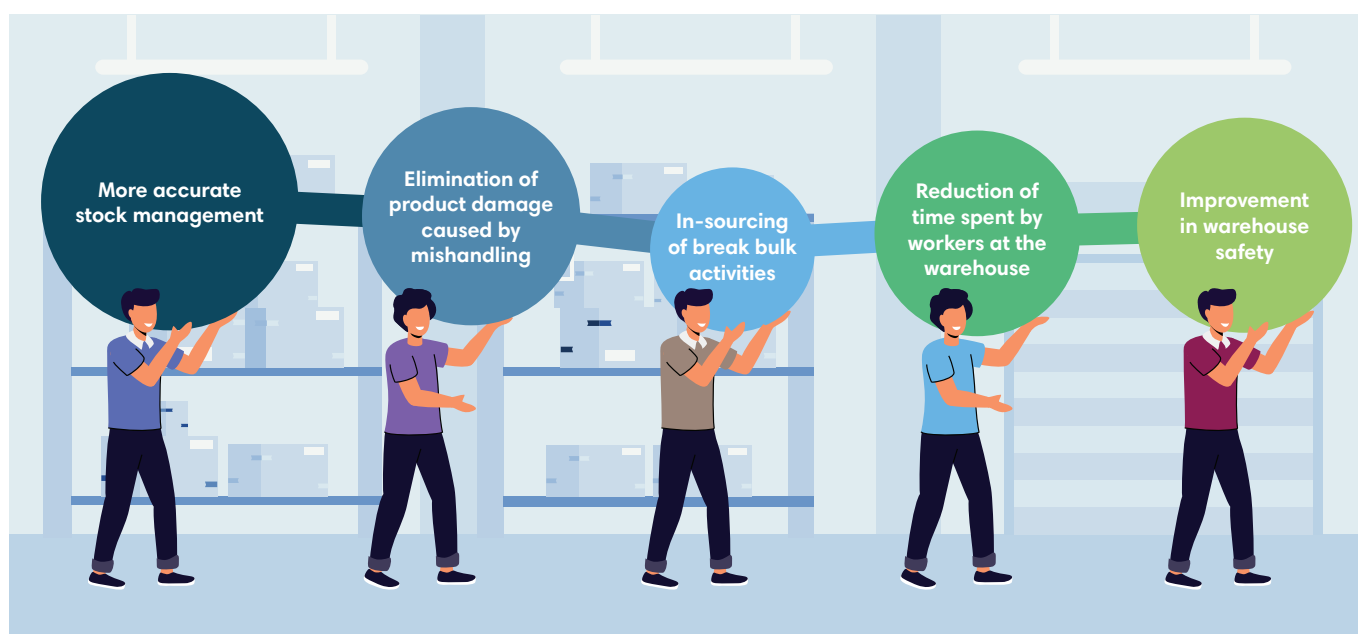 More accurate
stock management
Elimination of
product damage
caused by
mishandling
In-sourcing
of break bulk
activities
Reduction of
time spent by
workers at the
warehouse
Improvement
in warehouse
safety